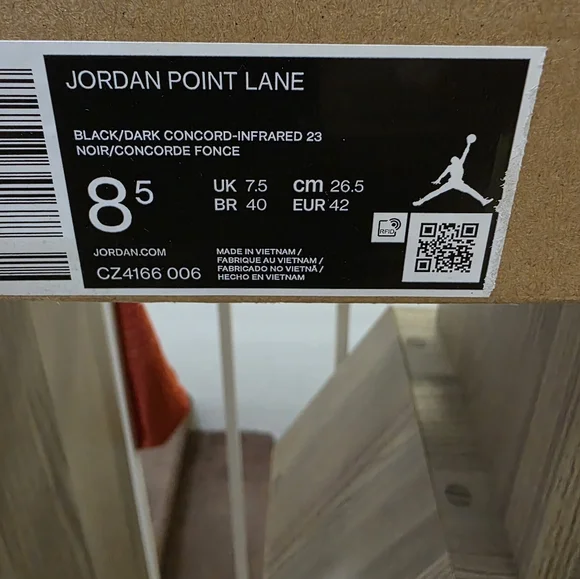 JORDAN POINT LANE
BLACK/DARK CONCORD-INFRARED 23
NOIR/CONCORDE FONCE
8 5
UK 7.5 cm 26.5
BR 40 EUR 42
RFID
JORDAN.COM
CZ4166 006
MADE IN VIETNAM /
FABRIQUE AU VIETNAM /
FABRICADO NO VIETNÃ /
HECHO EN VIETNAM